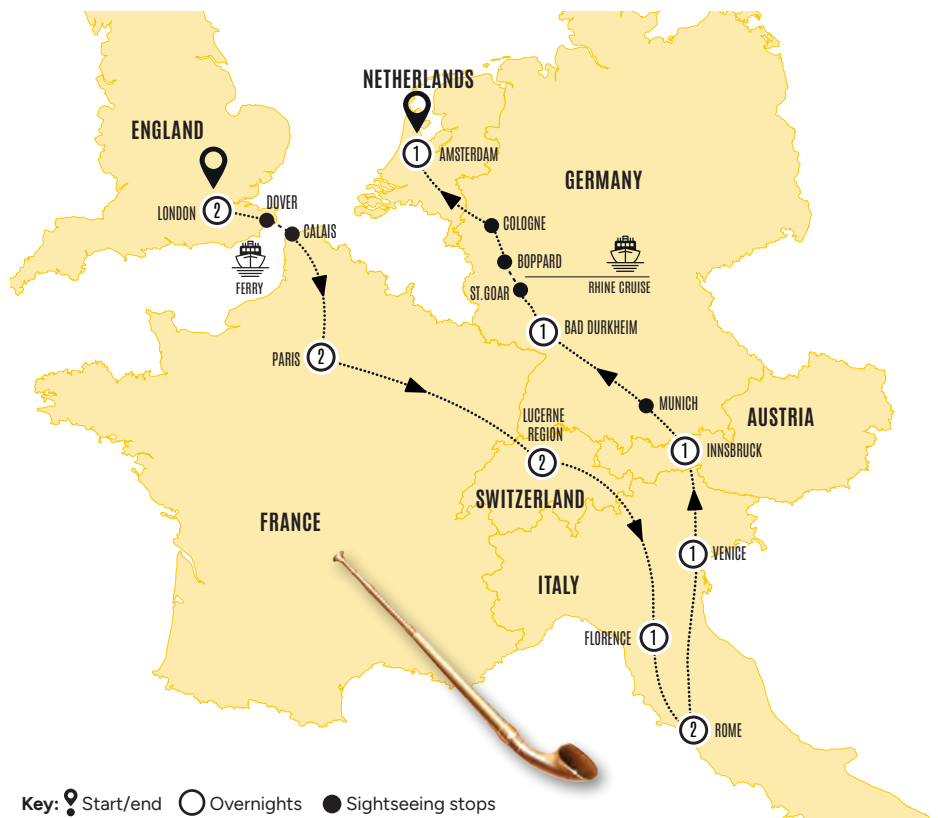 NETHERLANDS
ENGLAND
1
AMSTERDAM
GERMANY
LONDON
2
DOVER
CALAIS
COLOGNE
FERRY
BOPPARD
ST.GOAR
RHINE CRUISE
1
BAD DURKHEIM
PARIS
2
MUNICH
LUCERNE
REGION
2
AUSTRIA
1
INNSBRUCK
SWITZERLAND
FRANCE
1
VENICE
ITALY
FLORENCE
1
2
ROME
Key: Start/end Overnights Sightseeing stops